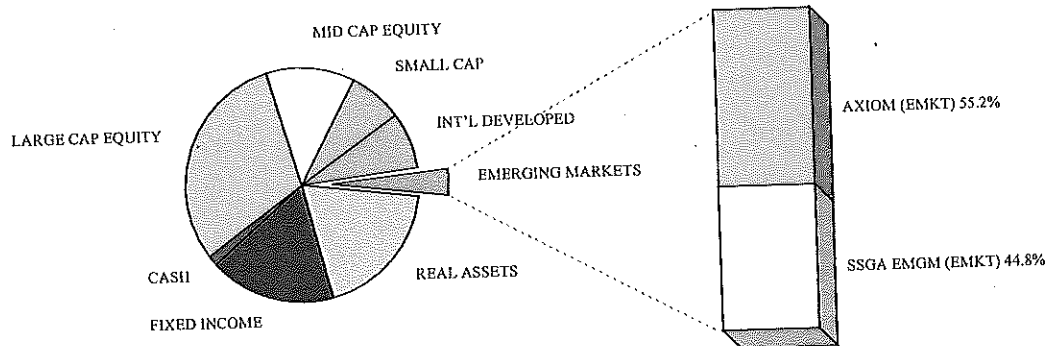 MID CAP EQUITY
SMALL CAP
INT'L DEVELOPED
LARGE CAP EQUITY
EMERGING MARKETS
REAL ASSETS
CASH
FIXED INCOME
AXIOM (EMKT) 55.2%
SSGA EMGM (EMKT) 44.8%